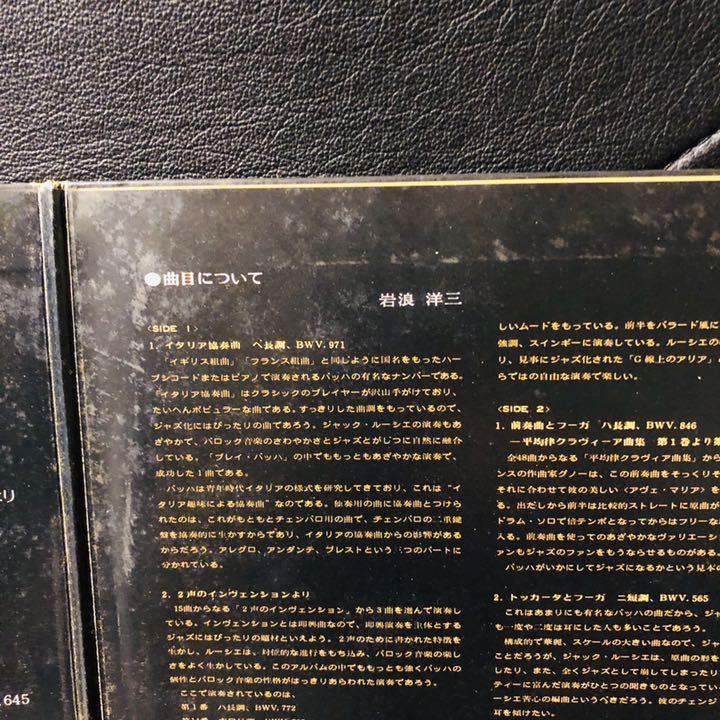 ●曲目について
岩浪 洋三
〈SIDE 1〉
1. イタリア協奏曲 ヘ長調、BWV. 971
「イギリス組曲」「フランス組曲」と同じように国名をもったハー
プシコードまたはピアノで演奏されるバッハの有名なナンバーである。
「イタリア協奏曲」はクラシックのプレイヤーが沢山手がけており、
たいへんポピュラーな曲である。すっきりした曲調をもっているので、
ジャズ化にはぴったりの曲であろう。ジャック・ルーシエの演奏もあ
ざやかで、バロック音楽のさわやかさとジャズとがじつに自然に融合
している。「プレイ・バッハ」の中でももっともあざやかな演奏で、
成功した1曲である。
バッハは青年時代イタリアの様式を研究してきており、これは“イ
タリア趣味による協奏曲”なのである。独奏用の曲に協奏曲とつけら
れたのは、これがもともとチェンバロ用の曲で、チェンバロの二重鍵
盤を協奏的に生かすからであり、イタリアの協奏曲からの影響がある
からだろう。アレグロ、アンダンテ、プレストという三つのパートに
分かれている。
2. 2声のインヴェンションより
15曲からなる「2声のインヴェンション」から3曲を選んで演奏し
ている。インヴェンションとは即興曲なので、即興演奏を主体とする
ジャズにはぴったりの題材といえよう。2声のために書かれた特徴を
生かし、ルーシエは、対位的な進行をもち込み、バロック音楽の楽し
さをよく生かしている。このアルバムの中でももっとも強くバッハの
個性とバロック音楽の性格がはっきりあらわれた演奏であろう。
ここで演奏されているのは、
第1番 ハ長調、BWV. 772
しいムードをもっている。前半をバラード風に
強調、スインギーに演奏している。ルーシエの
り、見事にジャズ化された「G線上のアリア」
らではの自由な演奏で楽しい。
〈SIDE 2〉
1. 前奏曲とフーガ ハ長調、BWV. 846
—平均律クラヴィーア曲集 第1巻より第
全48曲からなる「平均律クラヴィーア曲集」から
ンスの作曲家グノーは、この前奏曲をそっくりそ
それに合わせて彼の美しい〈アヴェ・マリア〉を
る。出だしから前半は比較的ストレートに原曲が
ドラム・ソロで倍テンポとなってからはフリーな
入る。前奏曲を使ってのあざやかなヴァリエーシ
ァンもジャズのファンをもうならせるものがある
バッハがいかにしてジャズになるかという見本の
2. トッカータとフーガ ニ短調、BWV. 565
これはあまりにも有名なバッハの曲だから、ジ
も一度や二度は耳にした人も多いことであろう。
構成的で華麗、スケールの大きい曲なので、ジャ
ことだろうが、ジャック・ルーシエは、原曲の形を
したり、また、全くジャズとして崩してしまったり
ティーに富んだ演奏がひとつの聞きものとなってい
ーシエ苦心の編曲というべきだろう。彼のチェンジ
耳を傾けたい。
より
.645